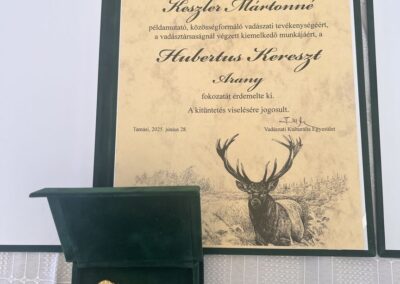 Keszler Mártonné
példamutató, közösségformáló vadászati tevékenységéért,
a vadásztársaságnál végzett kiemelkedő munkájáért, a
Hubertus Kereszt
Arany
fokozatát érdemelte ki.
A kitüntetés viselésére jogosult.
Tamási, 2025. június 28.
Vadászati Kulturális Egyesület